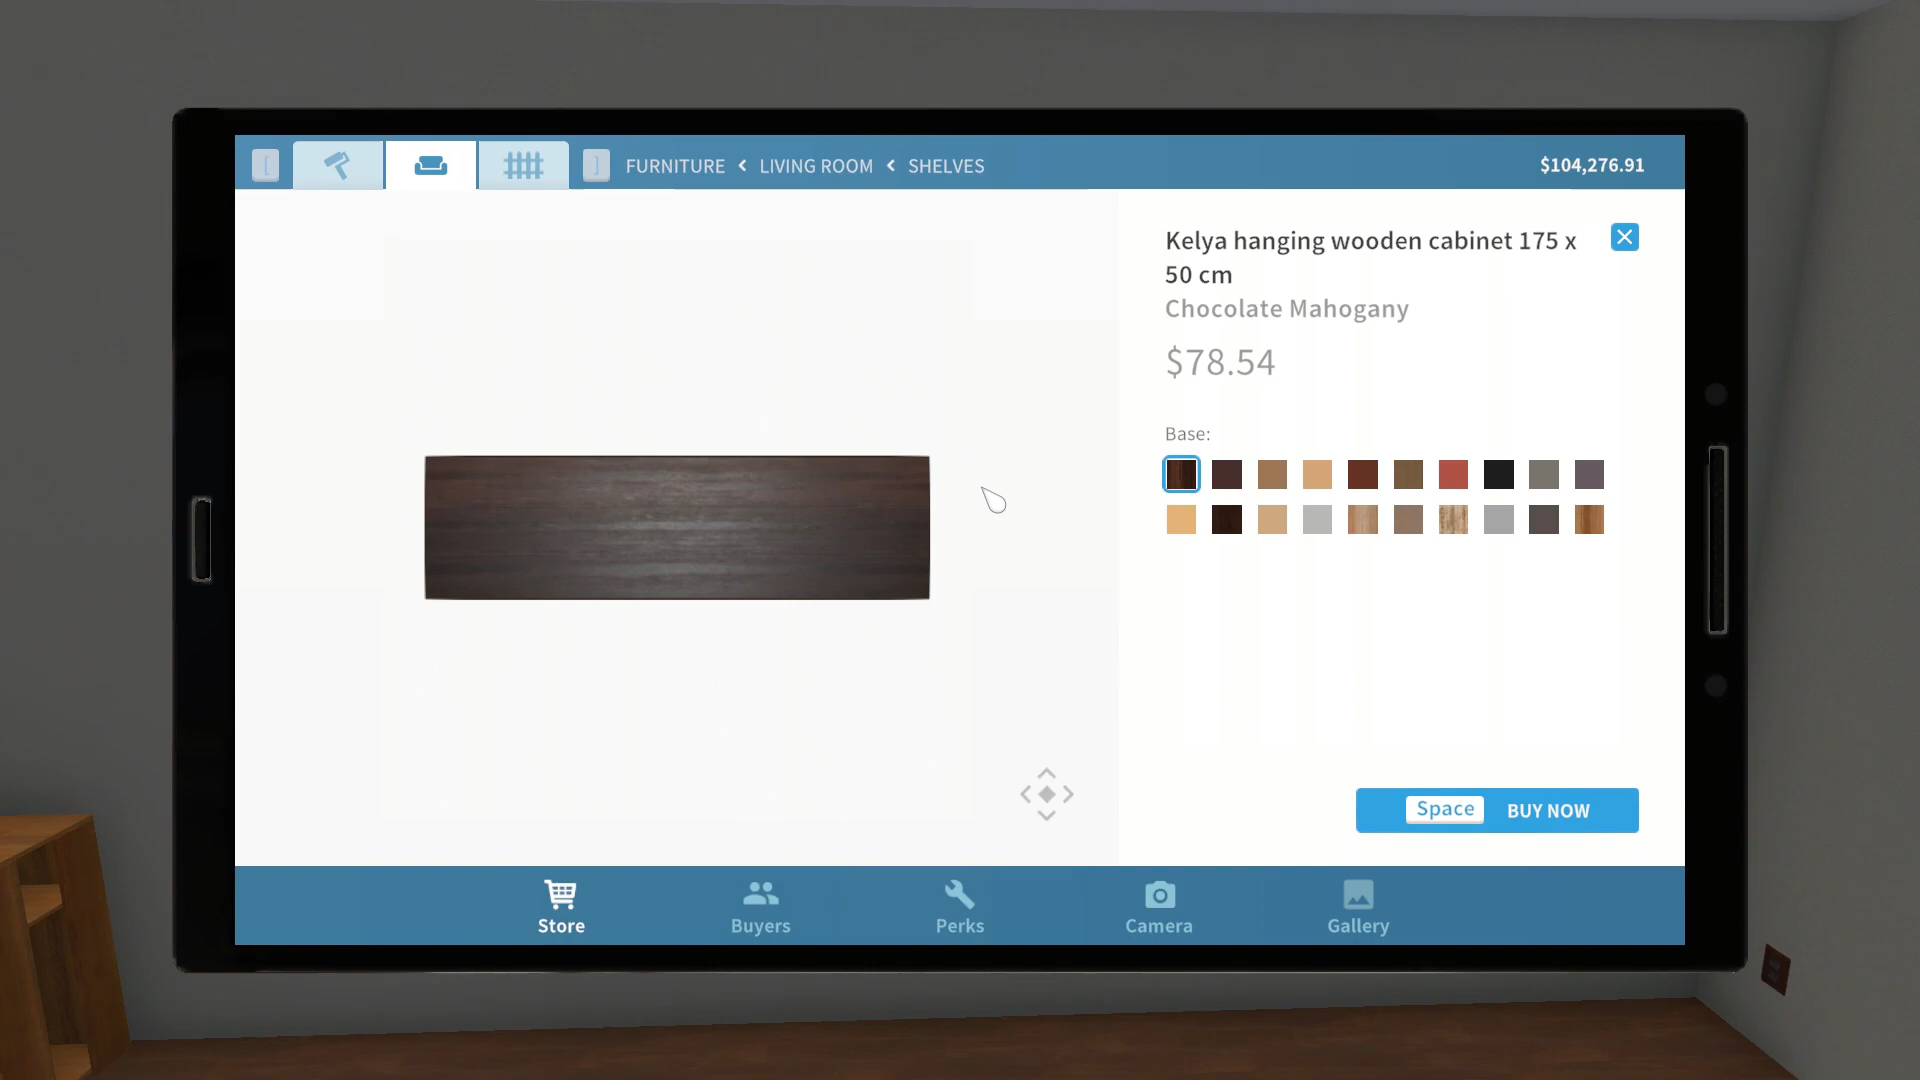 [
]
FURNITURE < LIVING ROOM < SHELVES
$104,276.91
Kelya hanging wooden cabinet 175 x
50 cm
Chocolate Mahogany
$78.54
Base:
Space BUY NOW
Store
Buyers
Perks
Camera
Gallery